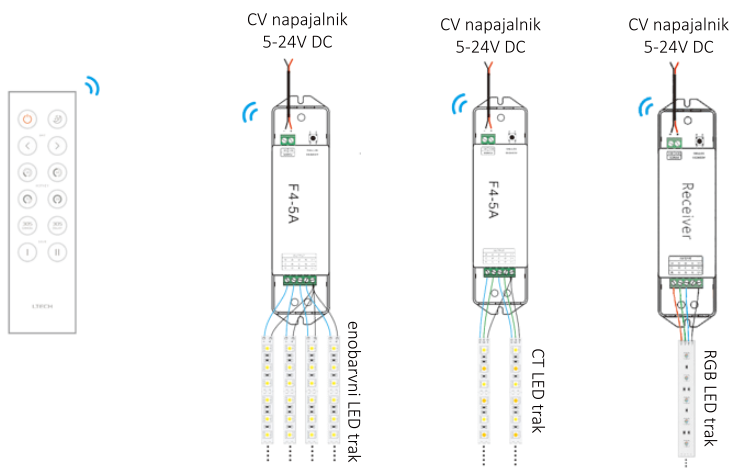 CV napajalnik
5-24V DC
CV napajalnik
5-24V DC
CV napajalnik
5-24V DC
F4-5A
F4-5A
Receiver
LTECH
enobarvni LED trak
CT LED trak
RGB LED trak